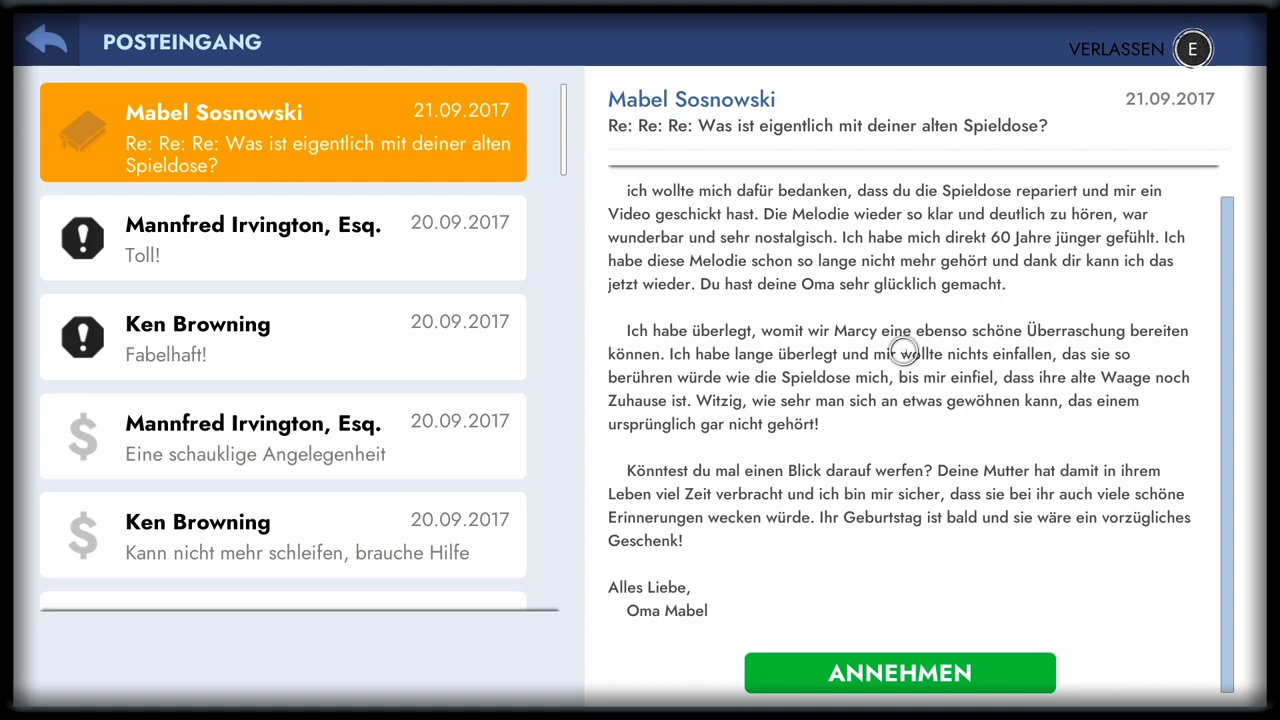 POSTEINGANG
VERLASSEN E
Mabel Sosnowski 21.09.2017
Re: Re: Re: Was ist eigentlich mit deiner alten
Spieldose?
Mannfred Irvington, Esq. 20.09.2017
Toll!
Ken Browning 20.09.2017
Fabelhaft!
Mannfred Irvington, Esq. 20.09.2017
Eine schauklige Angelegenheit
Ken Browning 20.09.2017
Kann nicht mehr schleifen, brauche Hilfe
Mabel Sosnowski 21.09.2017
Re: Re: Re: Was ist eigentlich mit deiner alten Spieldose?
ich wollte mich dafür bedanken, dass du die Spieldose repariert und mir ein
Video geschickt hast. Die Melodie wieder so klar und deutlich zu hören, war
wunderbar und sehr nostalgisch. Ich habe mich direkt 60 Jahre jünger gefühlt. Ich
habe diese Melodie schon so lange nicht mehr gehört und dank dir kann ich das
jetzt wieder. Du hast deine Oma sehr glücklich gemacht.
Ich habe überlegt, womit wir Marcy eine ebenso schöne Überraschung bereiten
können. Ich habe lange überlegt und mir wollte nichts einfallen, das sie so
berühren würde wie die Spieldose mich, bis mir einfiel, dass ihre alte Waage noch
Zuhause ist. Witzig, wie sehr man sich an etwas gewöhnen kann, das einem
ursprünglich gar nicht gehört!
Könntest du mal einen Blick darauf werfen? Deine Mutter hat damit in ihrem
Leben viel Zeit verbracht und ich bin mir sicher, dass sie bei ihr auch viele schöne
Erinnerungen wecken würde. Ihr Geburtstag ist bald und sie wäre ein vorzügliches
Geschenk!
Alles Liebe,
Oma Mabel
ANNEHMEN